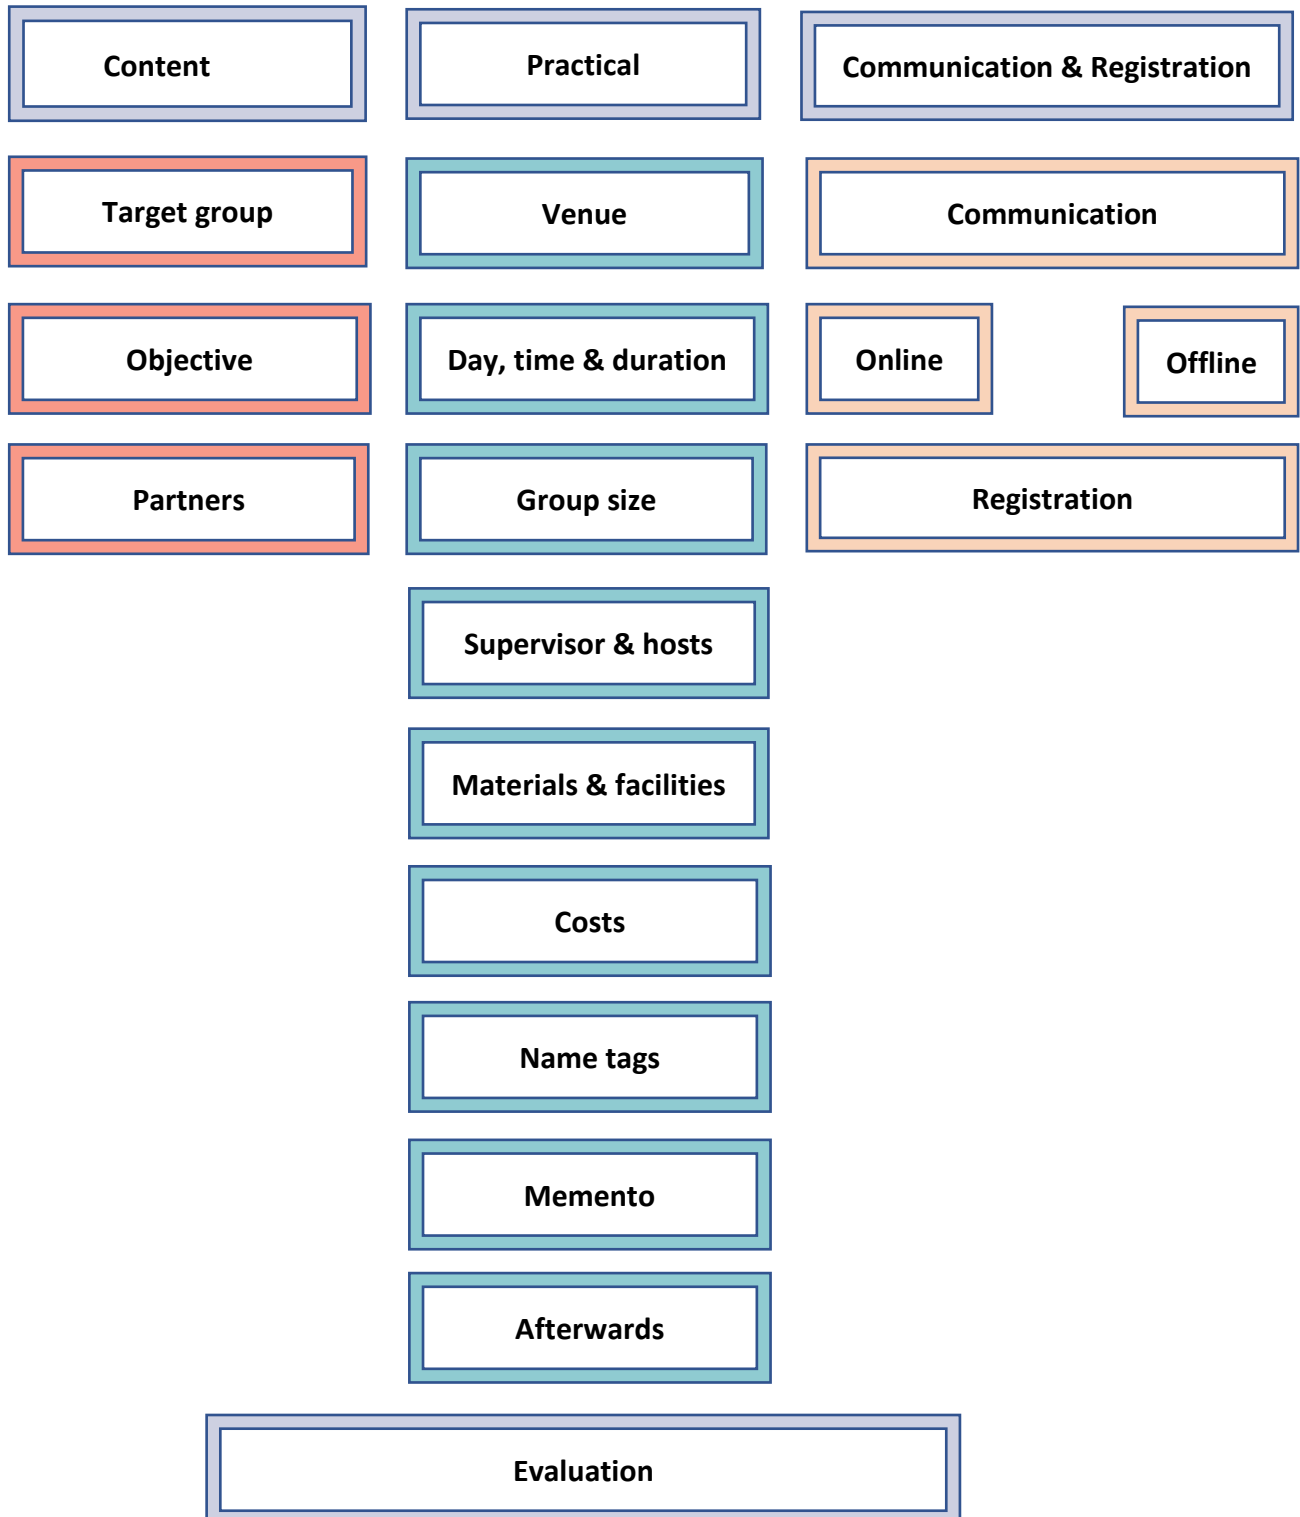 Content
Practical
Communication & Registration
Target group
Venue
Communication
Objective
Day, time & duration
Online
Offline
Partners
Group size
Registration
Supervisor & hosts
Materials & facilities
Costs
Name tags
Memento
Afterwards
Evaluation